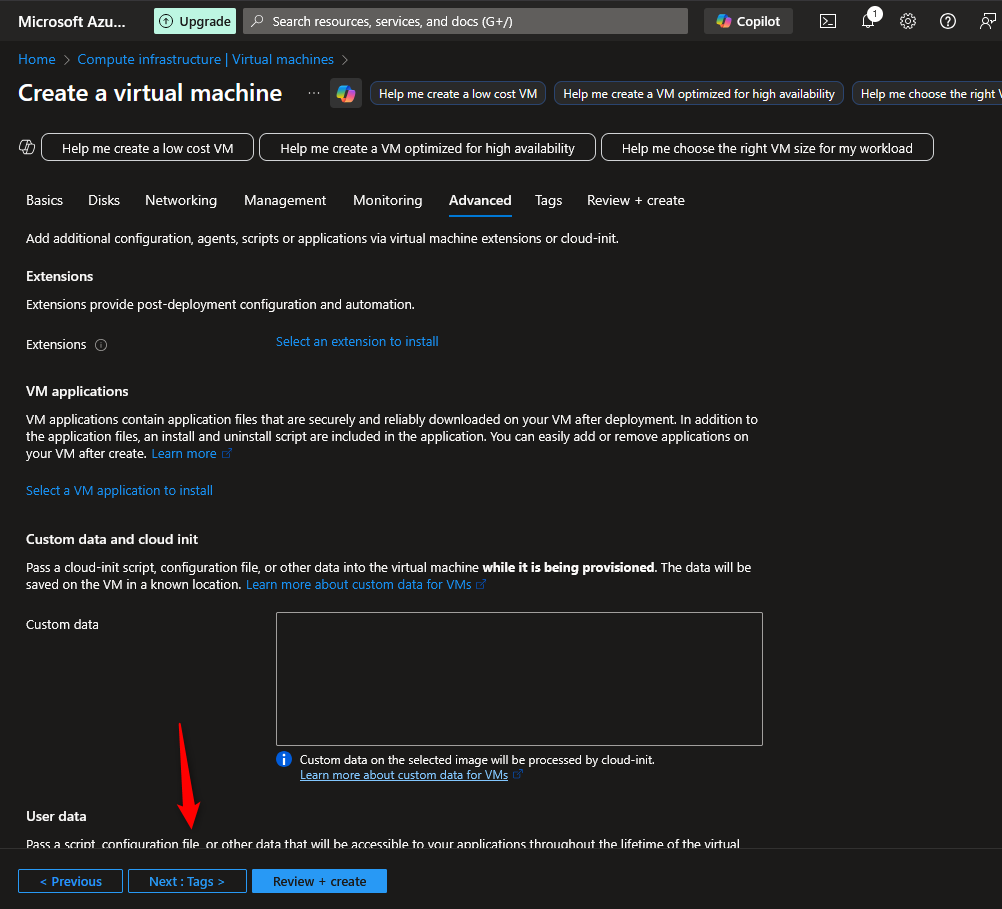 Microsoft Azu...
Upgrade
Search resources, services, and docs (G+/)
Copilot
1
Home > Compute infrastructure | Virtual machines >
Create a virtual machine
...
Help me create a low cost VM
Help me create a VM optimized for high availability
Help me choose the right
Help me create a low cost VM
Help me create a VM optimized for high availability
Help me choose the right VM size for my workload
Basics
Disks
Networking
Management
Monitoring
Advanced
Tags
Review + create
Add additional configuration, agents, scripts or applications via virtual machine extensions or cloud-init.
Extensions
Extensions provide post-deployment configuration and automation.
Extensions
Select an extension to install
VM applications
VM applications contain application files that are securely and reliably downloaded on your VM after deployment. In addition to
the application files, an install and uninstall script are included in the application. You can easily add or remove applications on
your VM after create. Learn more
Select a VM application to install
Custom data and cloud init
Pass a cloud-init script, configuration file, or other data into the virtual machine while it is being provisioned. The data will be
saved on the VM in a known location. Learn more about custom data for VMs
Custom data
Custom data on the selected image will be processed by cloud-init.
Learn more about custom data for VMs
User data
Pass a script, configuration file, or other data that will be accessible to your applications throughout the lifetime of the virtual
< Previous
Next : Tags >
Review + create